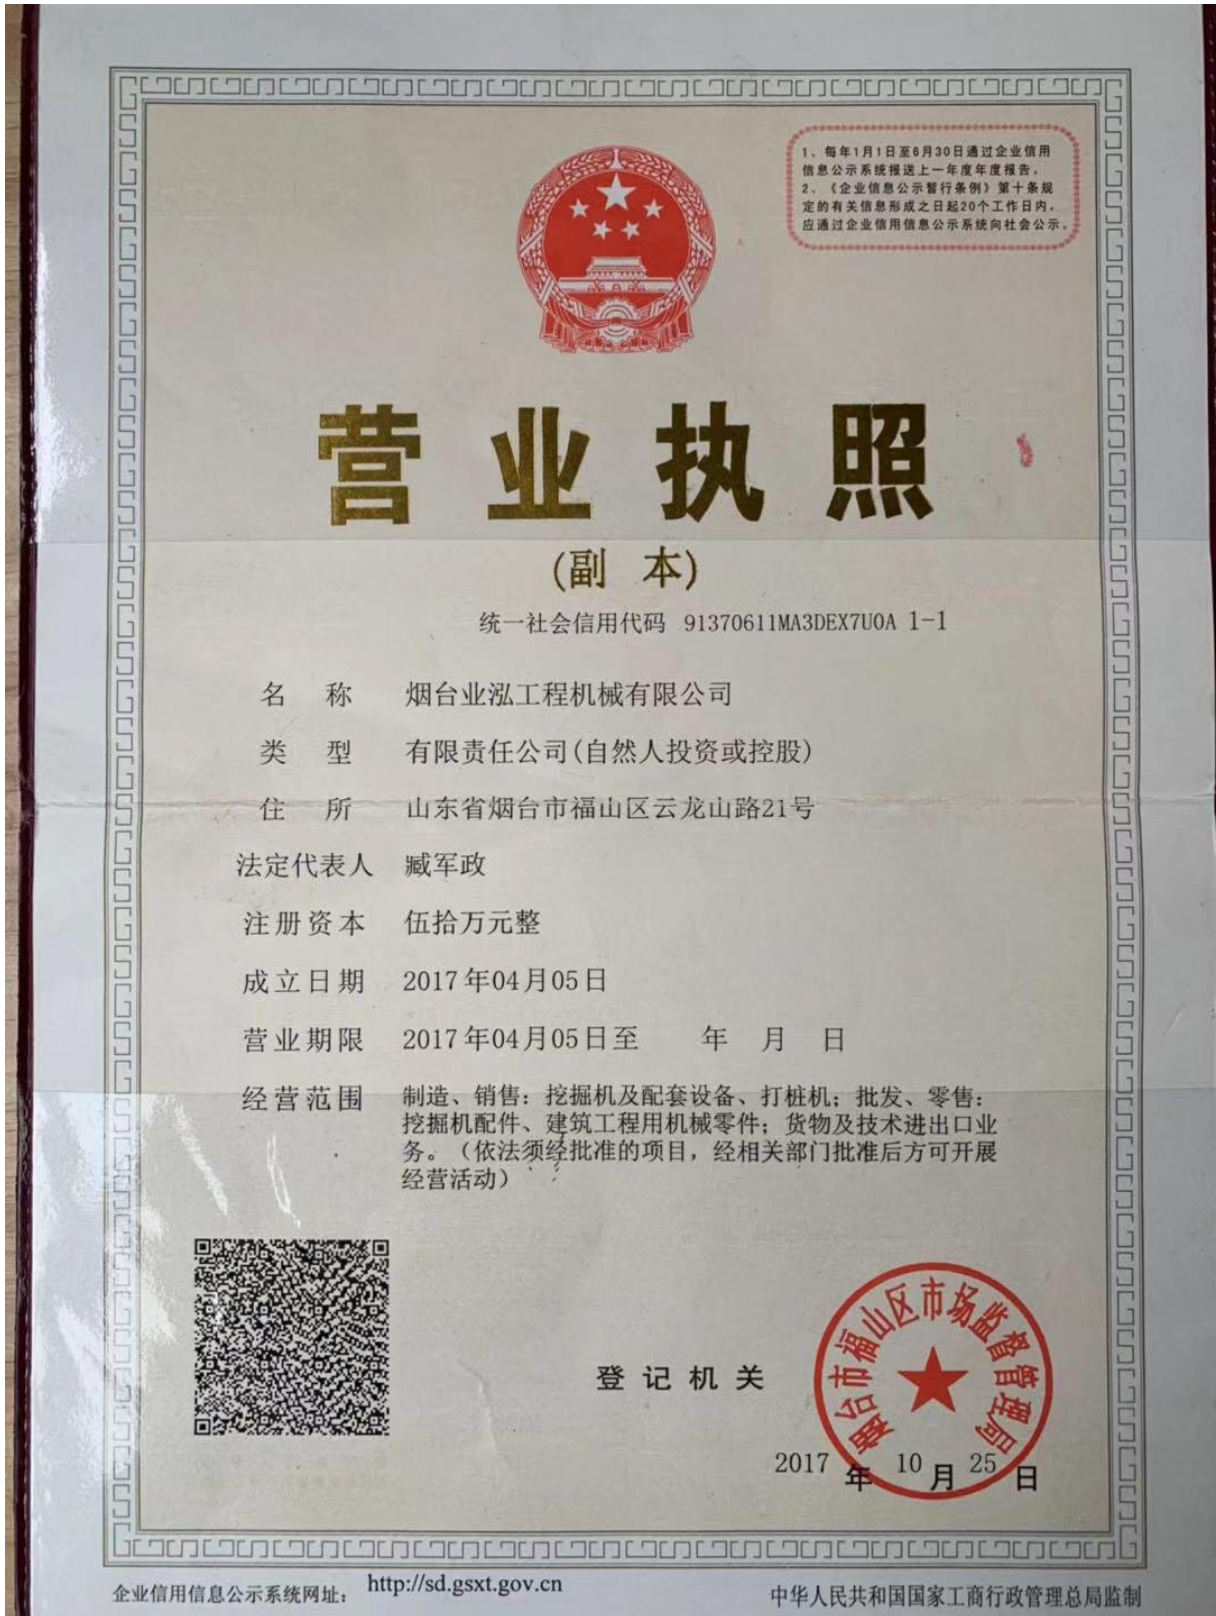 1、每年1月1日至6月30日通过企业信用
信息公示系统报送上一年度年度报告。
2、《企业信息公示暂行条例》第十条规
定的有关信息形成之日起20个工作日内，
应通过企业信用信息公示系统向社会公示。
营业执照
(副 本)
统一社会信用代码 91370611MA3DEX7U0A 1-1
名 称 烟台业泓工程机械有限公司
类 型 有限责任公司(自然人投资或控股)
住 所 山东省烟台市福山区云龙山路21号
法定代表人 臧军政
注册资本 伍拾万元整
成立日期 2017年04月05日
营业期限 2017年04月05日至 年 月 日
经营范围 制造、销售：挖掘机及配套设备、打桩机；批发、零售：
挖掘机配件、建筑工程用机械零件；货物及技术进出口业
务。（依法须经批准的项目，经相关部门批准后方可开展
经营活动）
烟台市福山区市场监督管理局
登记机关
2017 年 10 月 25 日
企业信用信息公示系统网址： http://sd.gsxt.gov.cn
中华人民共和国国家工商行政管理总局监制